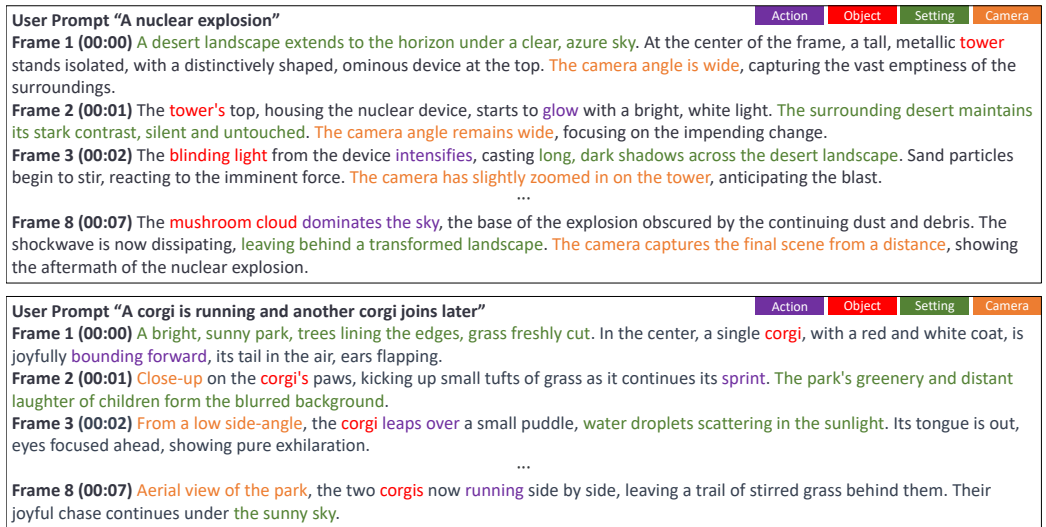 User Prompt “A nuclear explosion” Action Object Setting Camera
Frame 1 (00:00) A desert landscape extends to the horizon under a clear, azure sky. At the center of the frame, a tall, metallic tower
stands isolated, with a distinctively shaped, ominous device at the top. The camera angle is wide, capturing the vast emptiness of the
surroundings.
Frame 2 (00:01) The tower's top, housing the nuclear device, starts to glow with a bright, white light. The surrounding desert maintains
its stark contrast, silent and untouched. The camera angle remains wide, focusing on the impending change.
Frame 3 (00:02) The blinding light from the device intensifies, casting long, dark shadows across the desert landscape. Sand particles
begin to stir, reacting to the imminent force. The camera has slightly zoomed in on the tower, anticipating the blast.
...
Frame 8 (00:07) The mushroom cloud dominates the sky, the base of the explosion obscured by the continuing dust and debris. The
shockwave is now dissipating, leaving behind a transformed landscape. The camera captures the final scene from a distance, showing
the aftermath of the nuclear explosion.
User Prompt “A corgi is running and another corgi joins later” Action Object Setting Camera
Frame 1 (00:00) A bright, sunny park, trees lining the edges, grass freshly cut. In the center, a single corgi, with a red and white coat, is
joyfully bounding forward, its tail in the air, ears flapping.
Frame 2 (00:01) Close-up on the corgi's paws, kicking up small tufts of grass as it continues its sprint. The park's greenery and distant
laughter of children form the blurred background.
Frame 3 (00:02) From a low side-angle, the corgi leaps over a small puddle, water droplets scattering in the sunlight. Its tongue is out,
eyes focused ahead, showing pure exhilaration.
...
Frame 8 (00:07) Aerial view of the park, the two corgis now running side by side, leaving a trail of stirred grass behind them. Their
joyful chase continues under the sunny sky.